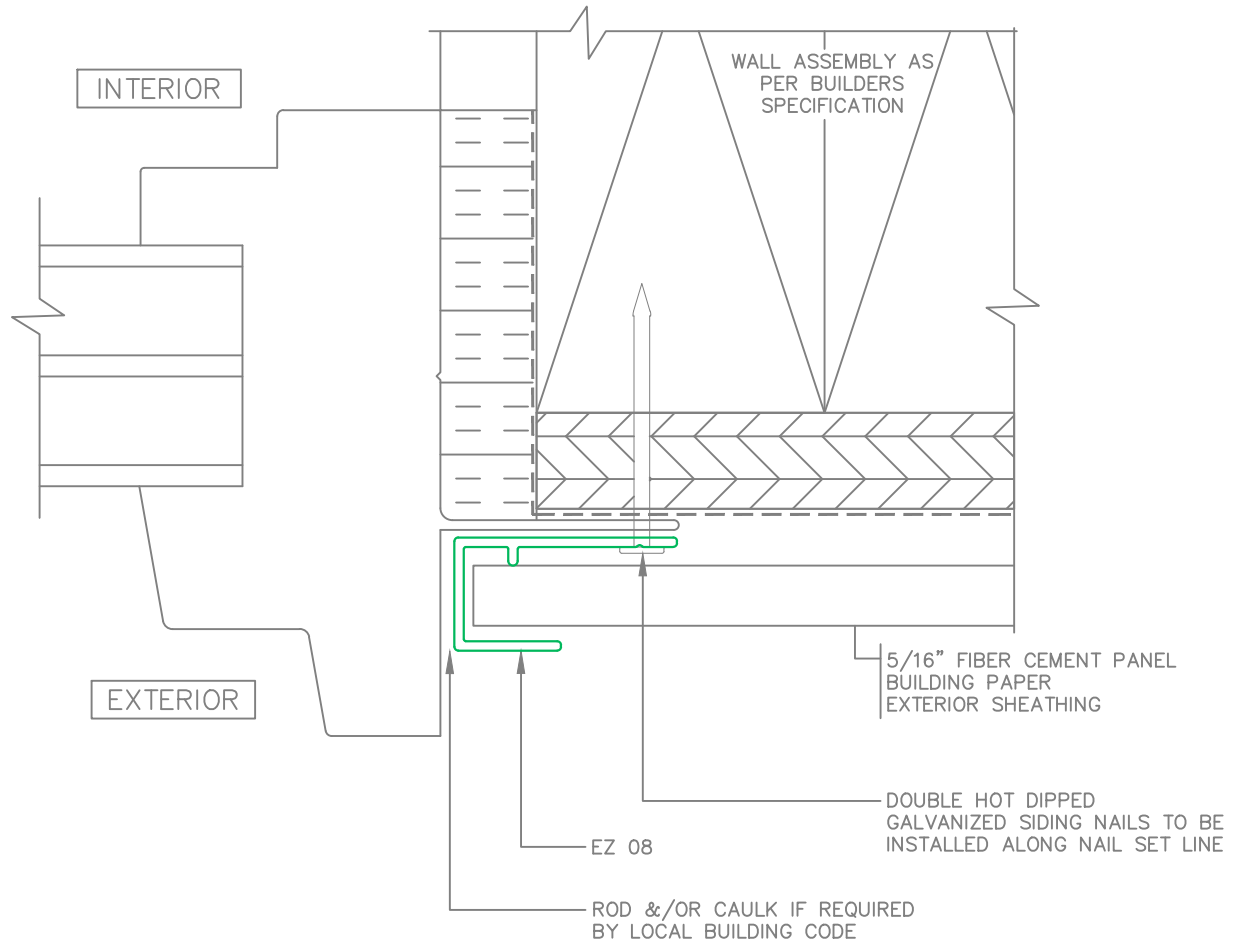 WALL ASSEMBLY AS
PER BUILDERS
SPECIFICATION
INTERIOR
EXTERIOR
5/16” FIBER CEMENT PANEL
BUILDING PAPER
EXTERIOR SHEATHING
DOUBLE HOT DIPPED
GALVANIZED SIDING NAILS TO BE
INSTALLED ALONG NAIL SET LINE
EZ 08
ROD &/OR CAULK IF REQUIRED
BY LOCAL BUILDING CODE